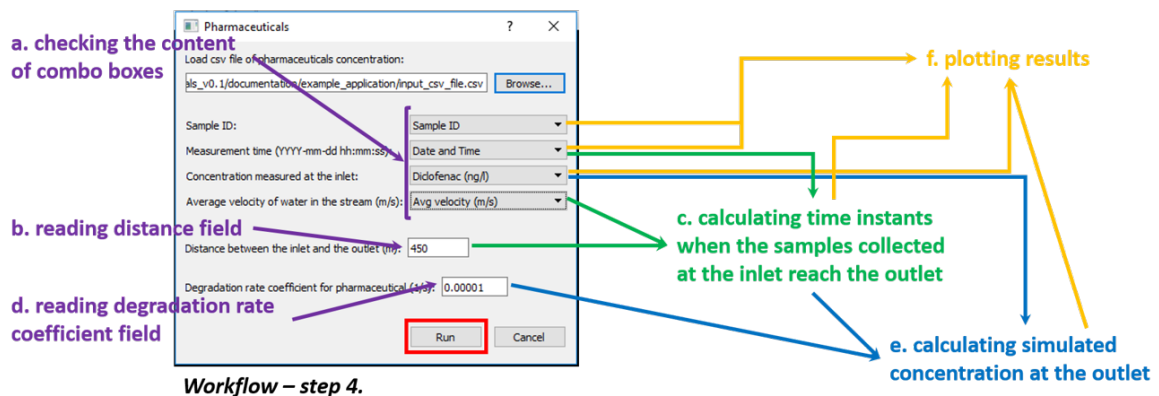 Pharmaceuticals
? ×
a. checking the content
of combo boxes
Load csv file of pharmaceuticals concentration:
als_v0.1/documentation/example_application/input_csv_file.csv
Browse...
f. plotting results
Sample ID:
Sample ID
Measurement time (YYYY-mm-dd hh:mm:ss):
Date and Time
Concentration measured at the inlet:
Diclofenac (ng/l)
Average velocity of water in the stream (m/s):
Avg velocity (m/s)
b. reading distance field
Distance between the inlet and the outlet (m):
450
c. calculating time instants
when the samples collected
at the inlet reach the outlet
Degradation rate coefficient for pharmaceutical (1/s):
0.00001
d. reading degradation rate
coefficient field
Run
Cancel
e. calculating simulated
concentration at the outlet
Workflow – step 4.